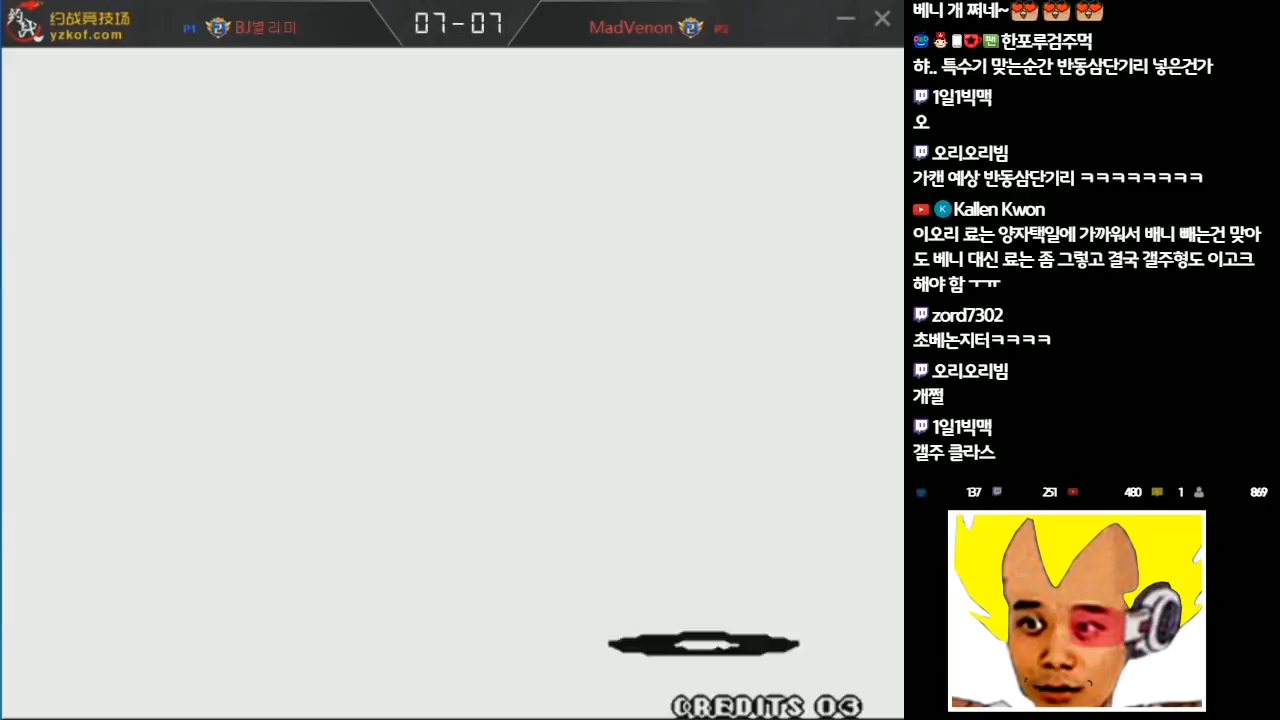 约战竞技场
yzkof.com
P1 2 BJ별리미
07-07
MadVenon 2 P2
CREDITS 03
베니 개 쩌네~
한포루검주먹
햐.. 특수기 맞는순간 반동삼단기리 넣은건가
1일1빅맥
오
오리오리빔
가캔 예상 반동삼단기리 ㅋㅋㅋㅋㅋㅋㅋㅋ
K Kallen Kwon
이오리 료는 양자택일에 가까워서 배니 빼는건 맞아
도 베니 대신 료는 좀 그렇고 결국 갤주형도 이고크
해야 함 ㅜㅠ
zord7302
초베논지터ㅋㅋㅋㅋ
오리오리빔
개쩔
1일1빅맥
갤주 클라스
137 251 480 1 869